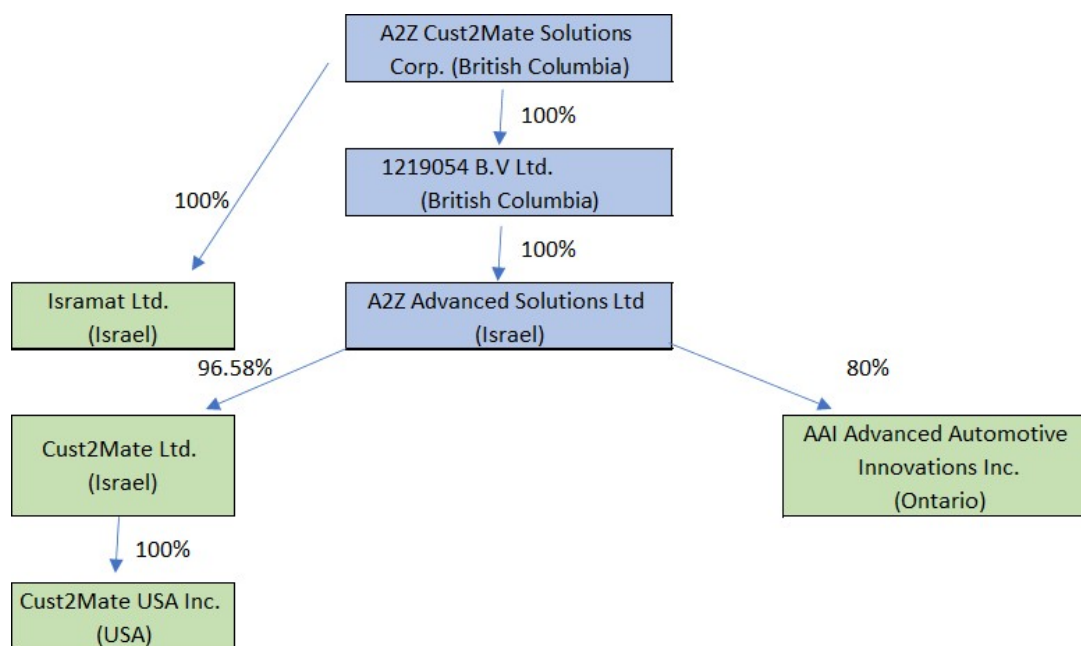 A2Z Cust2Mate Solutions
Corp. (British Columbia)
100%
1219054 B.V Ltd.
(British Columbia)
100%
100%
Isramat Ltd.
(Israel)
A2Z Advanced Solutions Ltd
(Israel)
96.58%
80%
Cust2Mate Ltd.
(Israel)
AAI Advanced Automotive
Innovations Inc.
(Ontario)
100%
Cust2Mate USA Inc.
(USA)